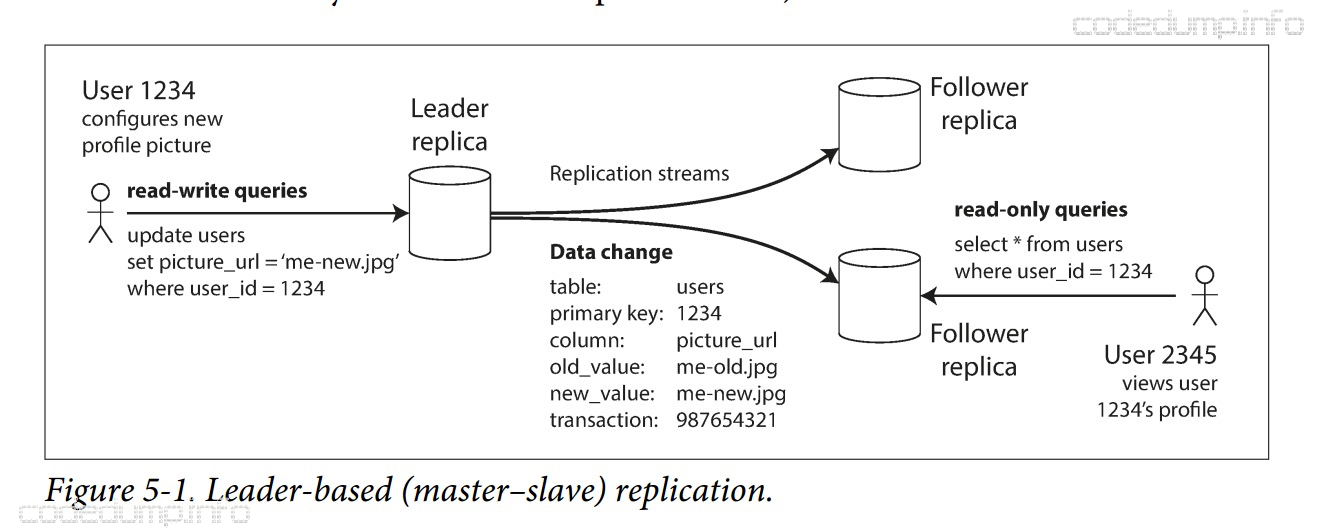 codedump.info
User 1234
configures new
profile picture
read-write queries
update users
set picture_url = ‘me-new.jpg’
where user_id = 1234
Leader
replica
Replication streams
Data change
table: users
primary key: 1234
column: picture_url
old_value: me-old.jpg
new_value: me-new.jpg
transaction: 987654321
Follower
replica
read-only queries
select * from users
where user_id = 1234
Follower
replica
User 2345
views user
1234’s profile
Figure 5-1. Leader-based (master–slave) replication.
codedump.info